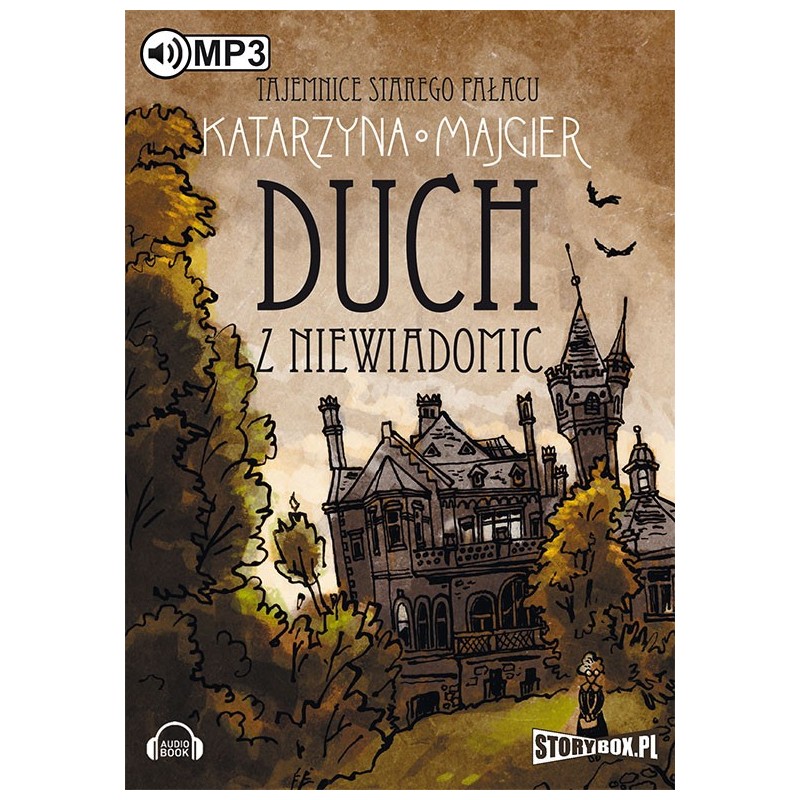 MP3
TAJEMNICE STAREGO PAŁACU
KATARZYNA MAJGIER
DUCH
Z NIEWIADOMIC
AUDIO
BOOK
STORYBOX.PL